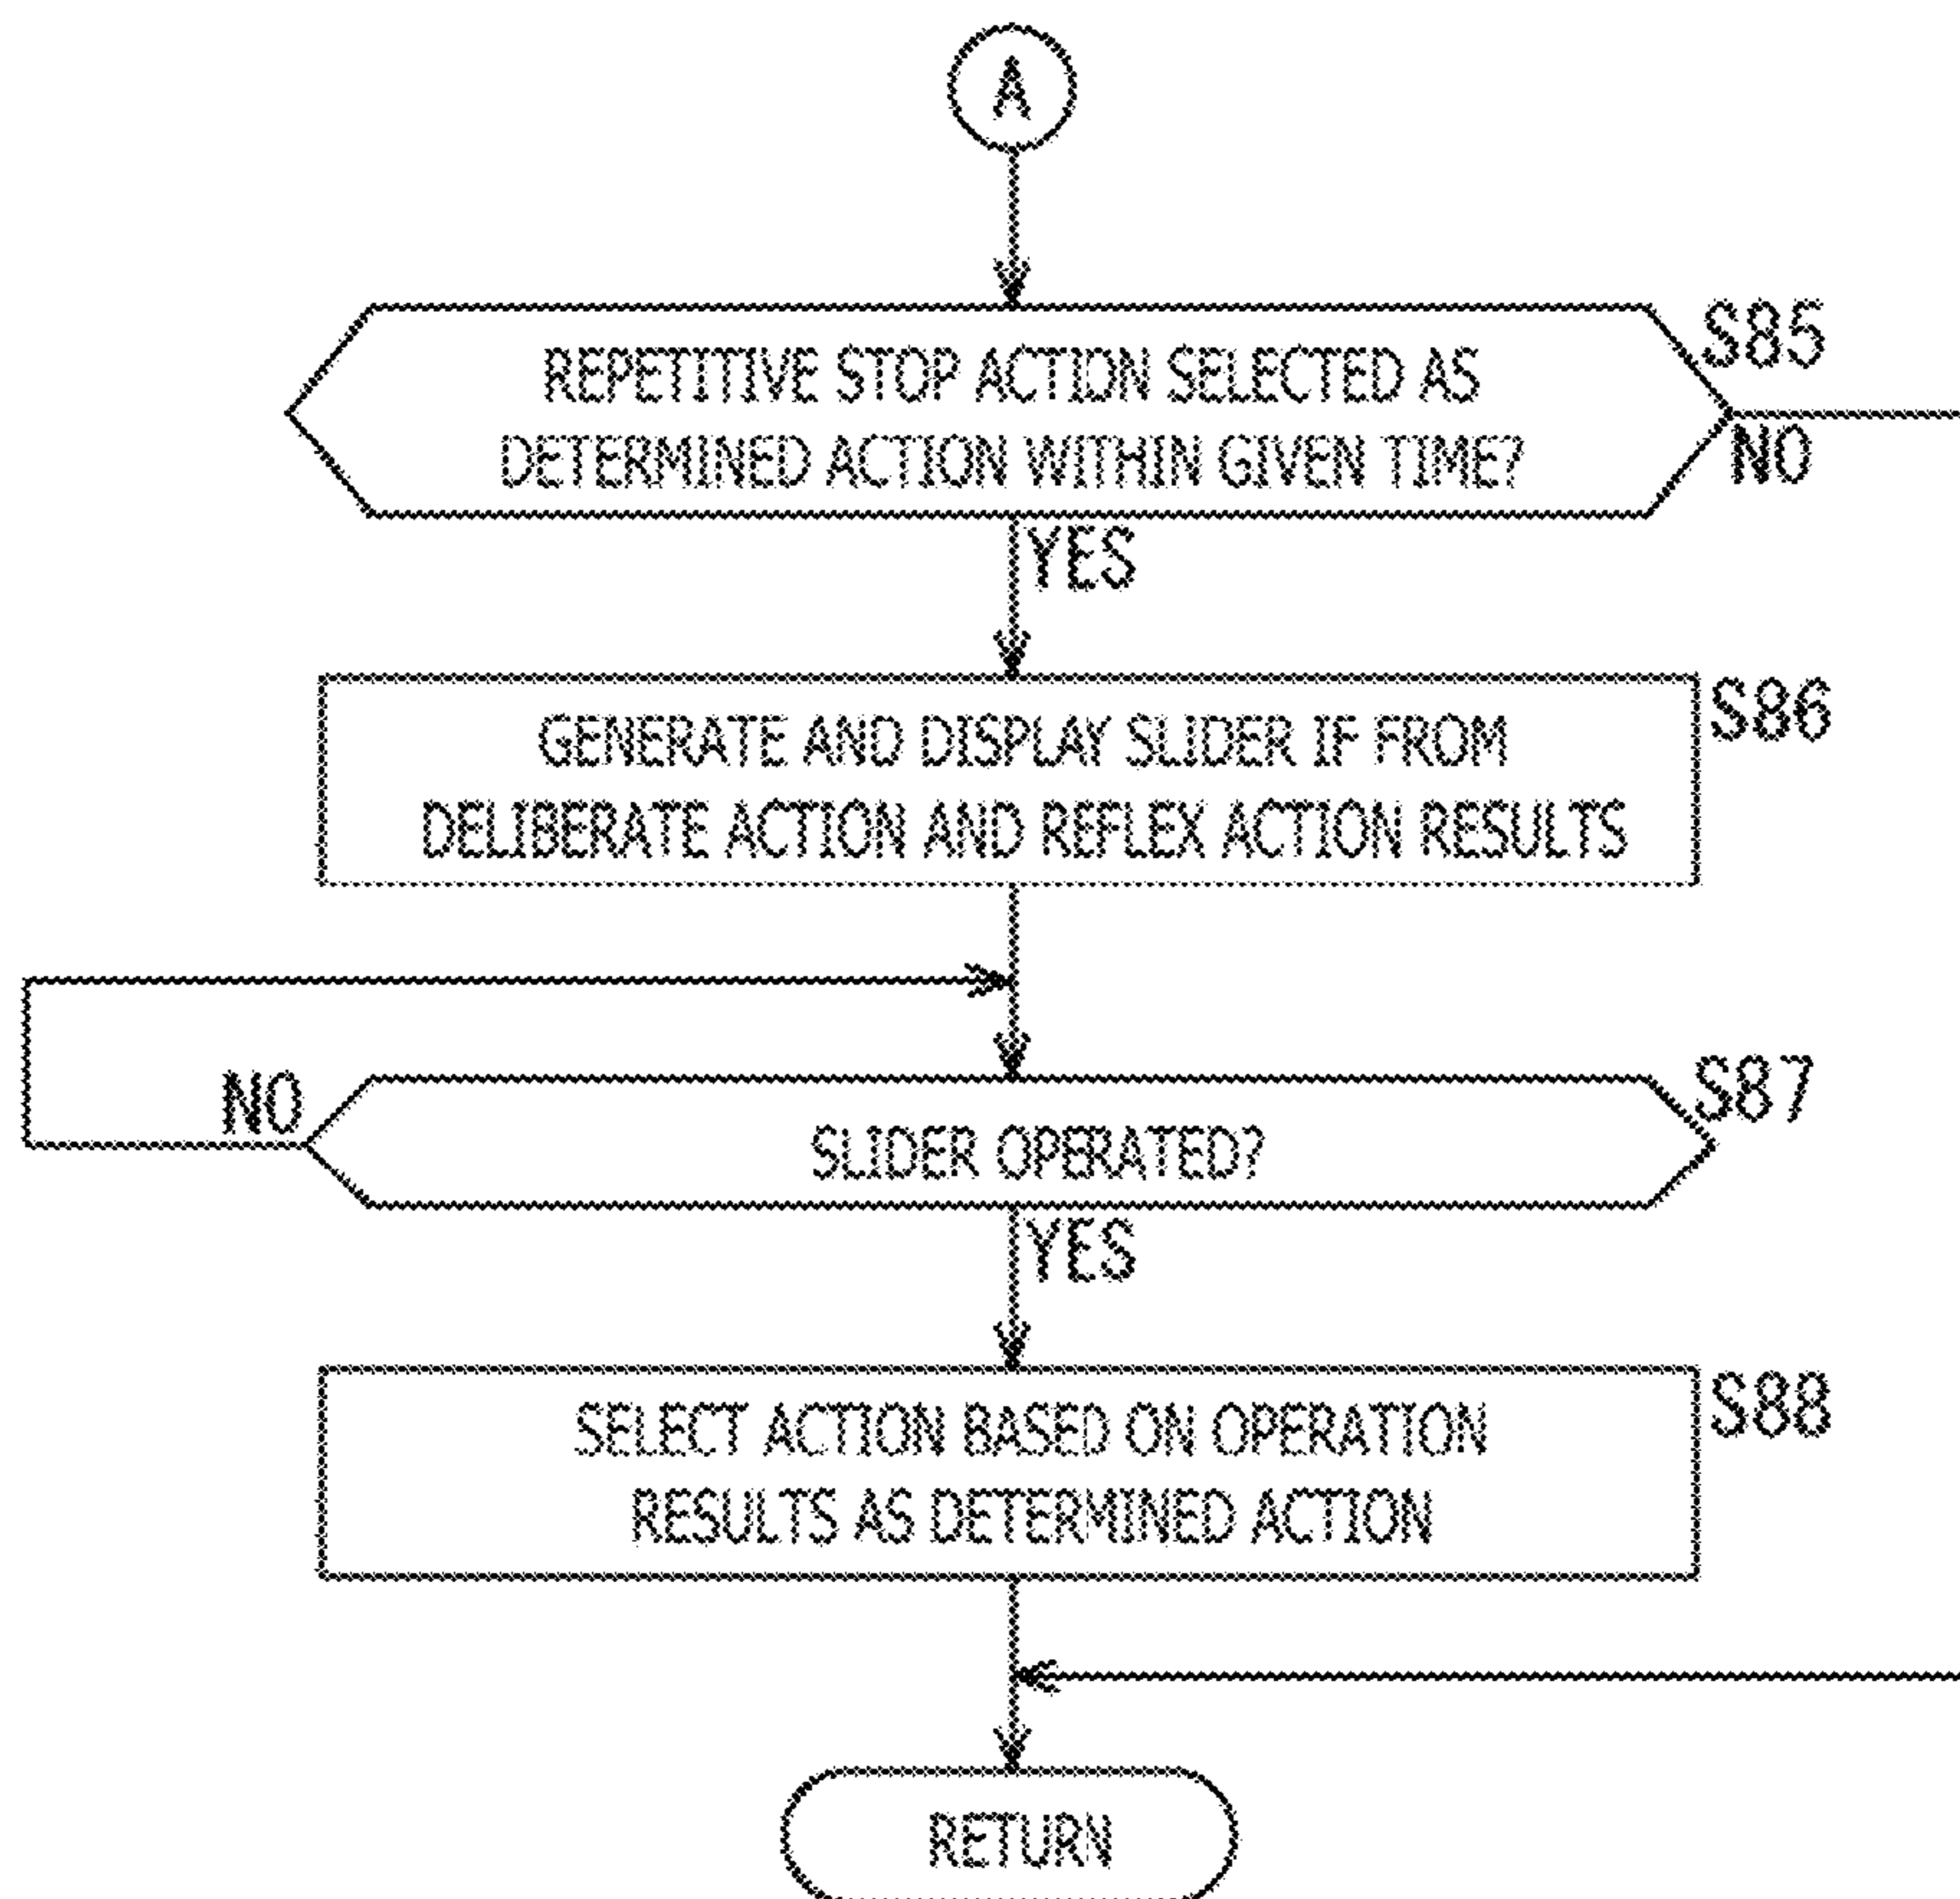 A
REPETITIVE STOP ACTION SELECTED AS
DETERMINED ACTION WITHIN GIVEN TIME?
S85
NO
YES
GENERATE AND DISPLAY SLIDER IF FROM
DELIBERATE ACTION AND REFLEX ACTION RESULTS
S86
NO
SLIDER OPERATED?
S87
YES
SELECT ACTION BASED ON OPERATION
RESULTS AS DETERMINED ACTION
S88
RETURN